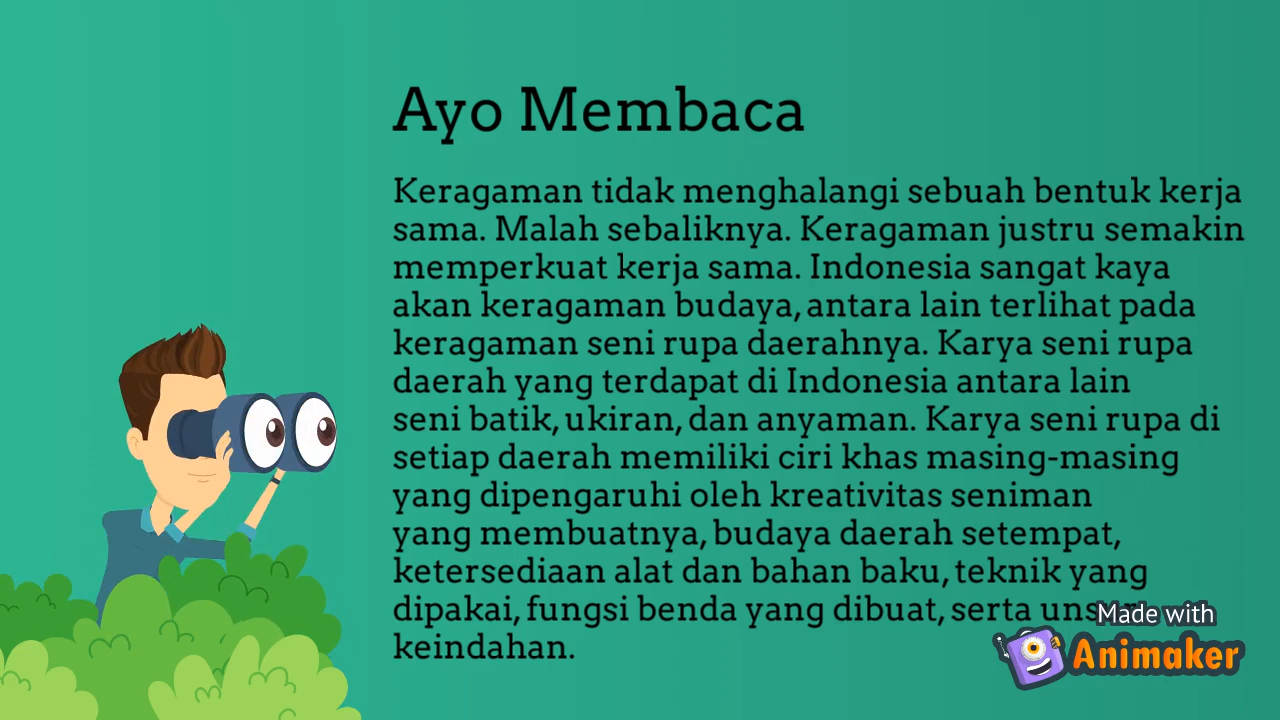 Ayo Membaca
Keragaman tidak menghalangi sebuah bentuk kerja
sama. Malah sebaliknya. Keragaman justru semakin
memperkuat kerja sama. Indonesia sangat kaya
akan keragaman budaya, antara lain terlihat pada
keragaman seni rupa daerahnya. Karya seni rupa
daerah yang terdapat di Indonesia antara lain
seni batik, ukiran, dan anyaman. Karya seni rupa di
setiap daerah memiliki ciri khas masing-masing
yang dipengaruhi oleh kreativitas seniman
yang membuatnya, budaya daerah setempat,
ketersediaan alat dan bahan baku, teknik yang
dipakai, fungsi benda yang dibuat, serta
keindahan.
Made with
Animaker